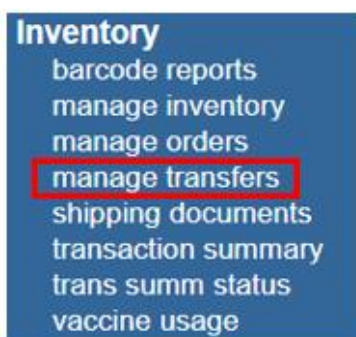 Inventory
barcode reports
manage inventory
manage orders
manage transfers
shipping documents
transaction summary
trans summ status
vaccine usage